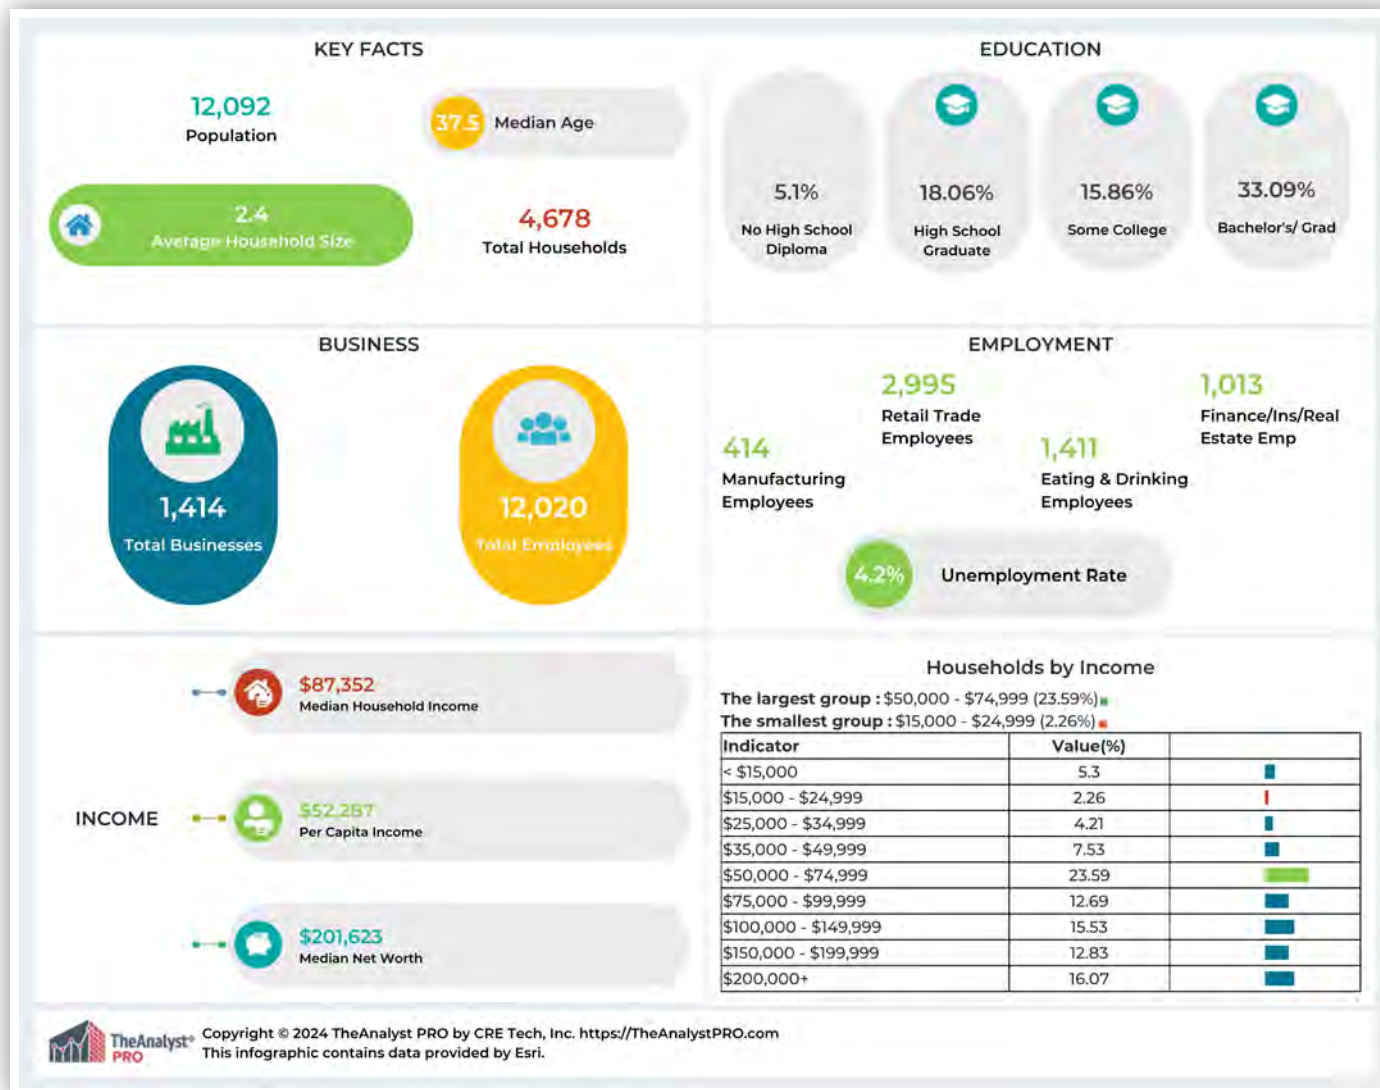 KEY FACTS
12,092
Population
37.5 Median Age
2.4
Average Household Size
4,678
Total Households
EDUCATION
5.1%
No High School
Diploma
18.06%
High School
Graduate
15.86%
Some College
33.09%
Bachelor's/ Grad
BUSINESS
1,414
Total Businesses
12,020
Total Employees
EMPLOYMENT
414
Manufacturing
Employees
2,995
Retail Trade
Employees
1,411
Eating & Drinking
Employees
1,013
Finance/Ins/Real
Estate Emp
4.2% Unemployment Rate
INCOME
$87,352
Median Household Income
$52,287
Per Capita Income
$201,623
Median Net Worth
Households by Income
The largest group : $50,000 - $74,999 (23.59%)
The smallest group : $15,000 - $24,999 (2.26%)
Indicator Value(%)
< $15,000 5.3
$15,000 - $24,999 2.26
$25,000 - $34,999 4.21
$35,000 - $49,999 7.53
$50,000 - $74,999 23.59
$75,000 - $99,999 12.69
$100,000 - $149,999 15.53
$150,000 - $199,999 12.83
$200,000+ 16.07
TheAnalyst®
PRO
Copyright © 2024 TheAnalyst PRO by CRE Tech, Inc. https://TheAnalystPRO.com
This infographic contains data provided by Esri.